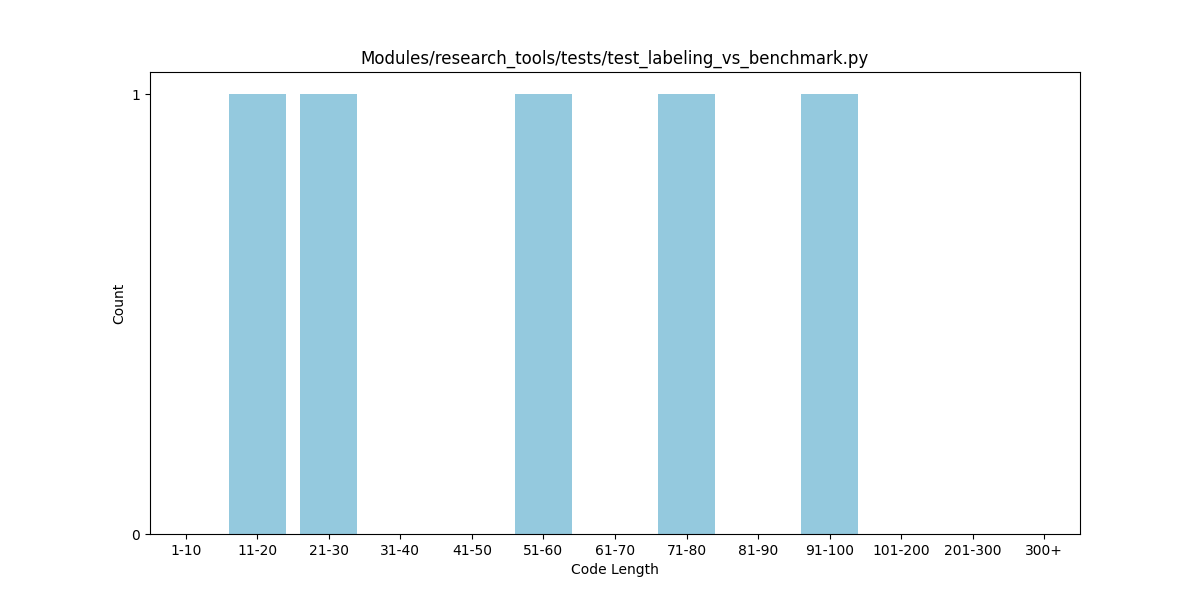 Modules/research_tools/tests/test_labeling_vs_benchmark.py
1
Count
0
1-10 11-20 21-30 31-40 41-50 51-60 61-70 71-80 81-90 91-100 101-200 201-300 300+
Code Length